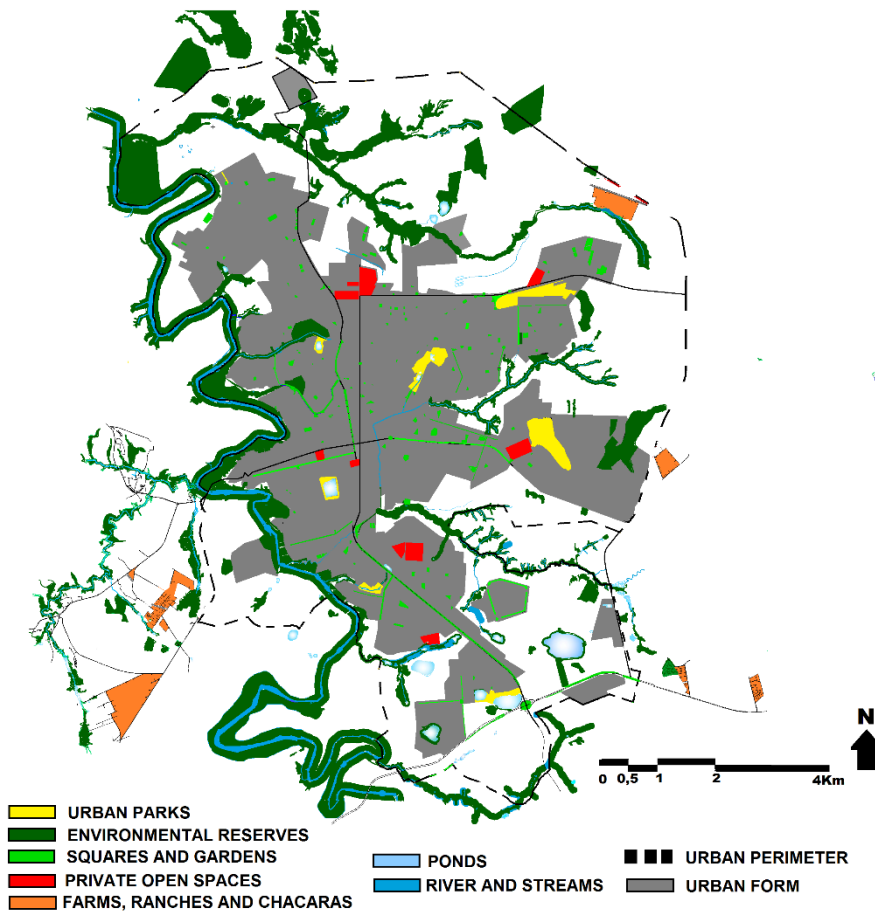 N
0 0,5 1 2 4Km
URBAN PARKS
ENVIRONMENTAL RESERVES
SQUARES AND GARDENS
PRIVATE OPEN SPACES
FARMS, RANCHES AND CHACARAS
PONDS
RIVER AND STREAMS
URBAN PERIMETER
URBAN FORM